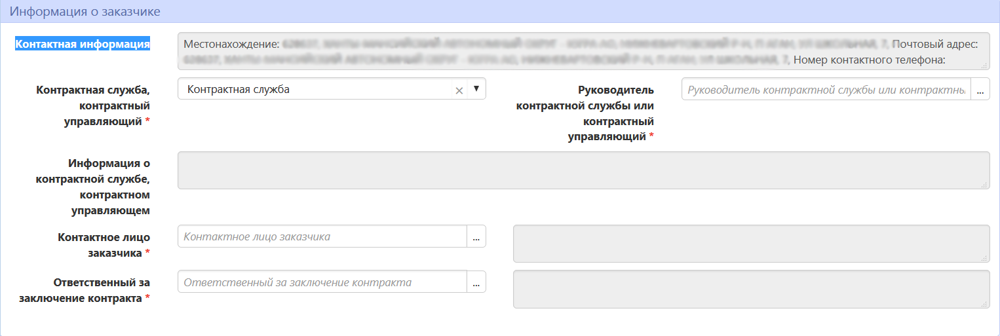 Информация о заказчике
Контактная информация
Местонахождение:
Почтовый адрес:
Номер контактного телефона:
Контрактная служба,
контрактный
управляющий *
Контрактная служба
Руководитель
контрактной службы или
контрактный
управляющий *
Руководитель контрактной службы или контрактны
...
Информация о
контрактной службе,
контрактном
управляющем
Контактное лицо
заказчика *
Контактное лицо заказчика
...
Ответственный за
заключение контракта *
Ответственный за заключение контракта
...